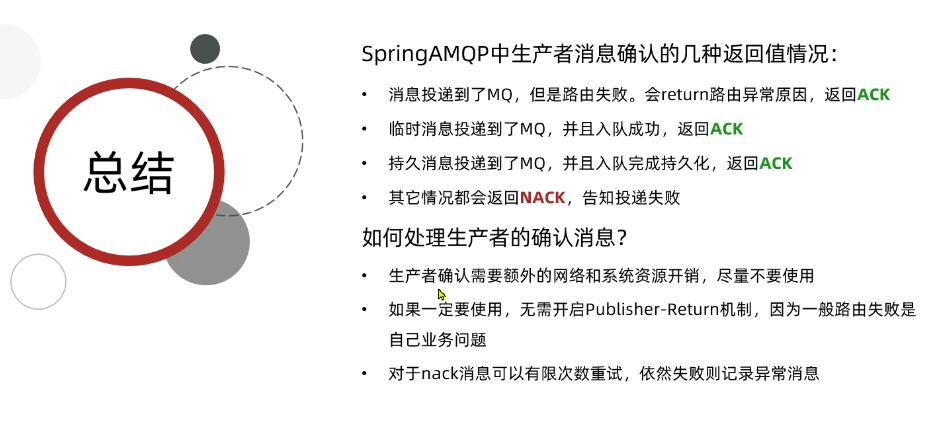 总结
SpringAMQP中生产者消息确认的几种返回值情况：
• 消息投递到了MQ，但是路由失败。会return路由异常原因，返回ACK
• 临时消息投递到了MQ，并且入队成功，返回ACK
• 持久消息投递到了MQ，并且入队完成持久化，返回ACK
• 其它情况都会返回NACK，告知投递失败
如何处理生产者的确认消息？
• 生产者确认需要额外的网络和系统资源开销，尽量不要使用
• 如果一定要使用，无需开启Publisher-Return机制，因为一般路由失败是
自己业务问题
• 对于nack消息可以有限次数重试，依然失败则记录异常消息